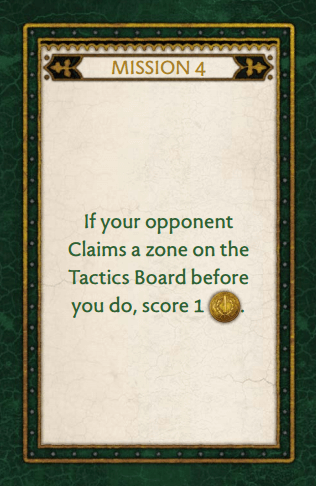 MISSION 4
If your opponent
Claims a zone on the
Tactics Board before
you do, score 1 .